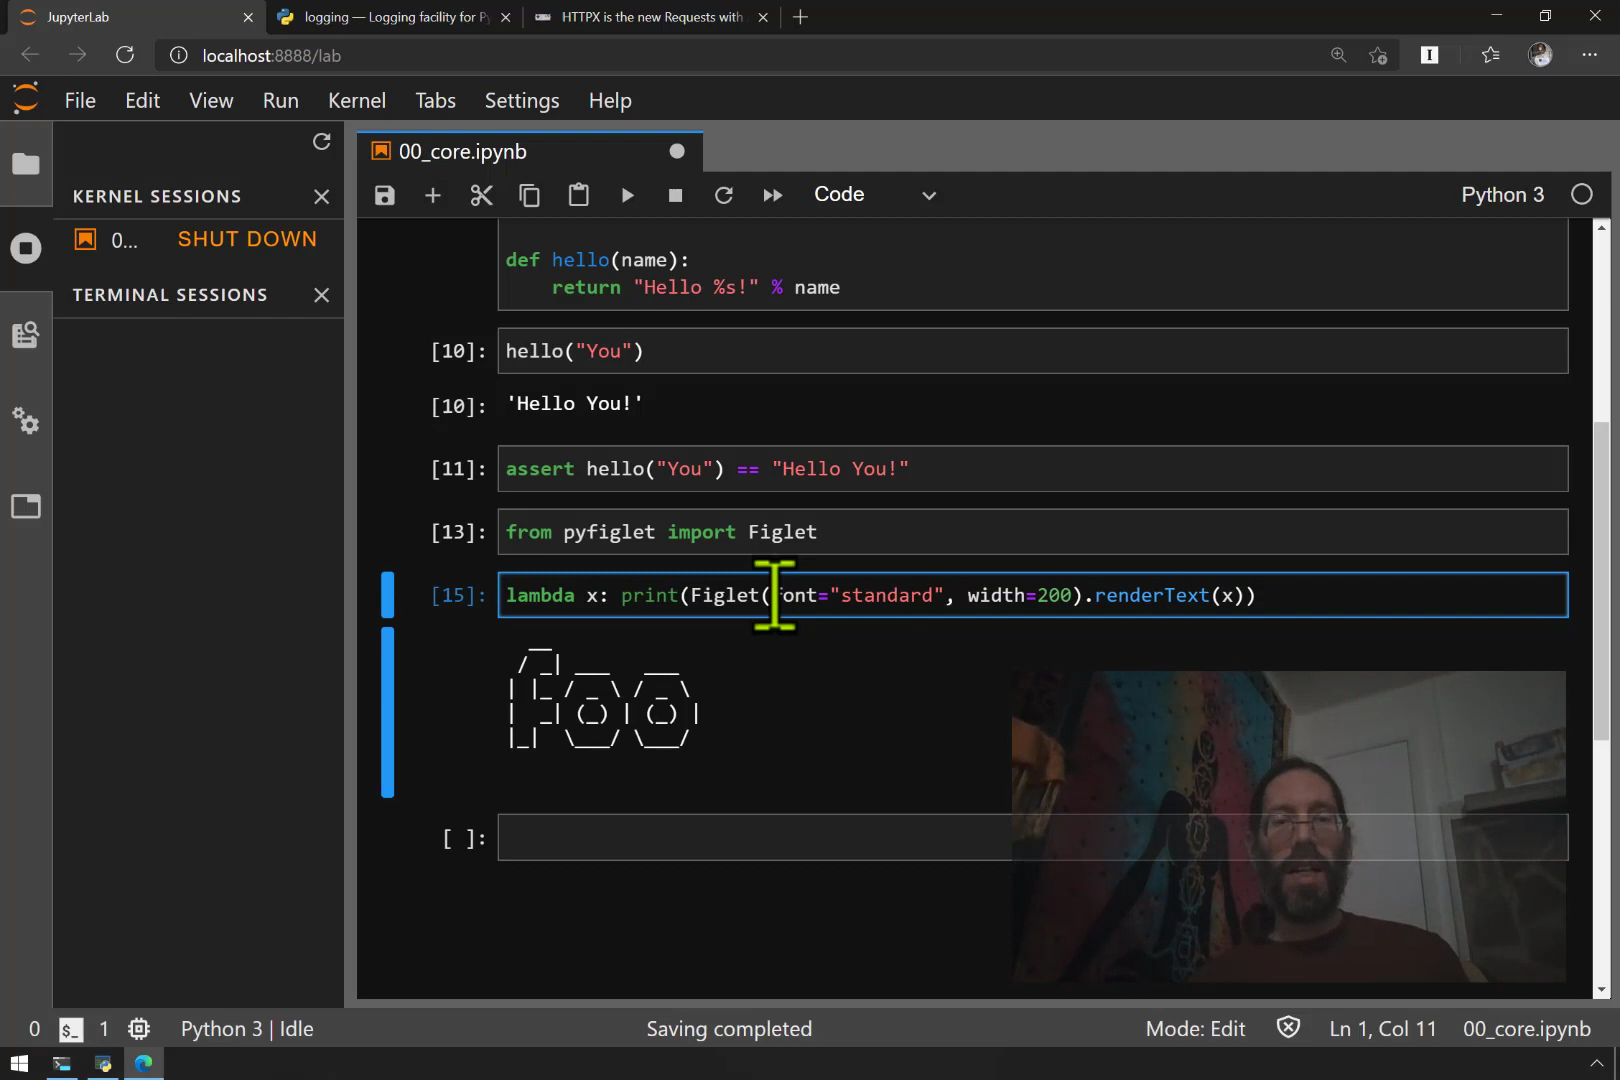 JupyterLab
logging — Logging facility for Py
HTTPX is the new Requests with
localhost:8888/lab
File Edit View Run Kernel Tabs Settings Help
00_core.ipynb
KERNEL SESSIONS
0... SHUT DOWN
TERMINAL SESSIONS
Code
Python 3
def hello(name):
return "Hello %s!" % name
[10]: hello("You")
[10]: 'Hello You!'
[11]: assert hello("You") == "Hello You!"
[13]: from pyfiglet import Figlet
[15]: lambda x: print(Figlet(font="standard", width=200).renderText(x))
foo
[ ]:
0 $_ 1 Python 3 | Idle Saving completed Mode: Edit Ln 1, Col 11 00_core.ipynb